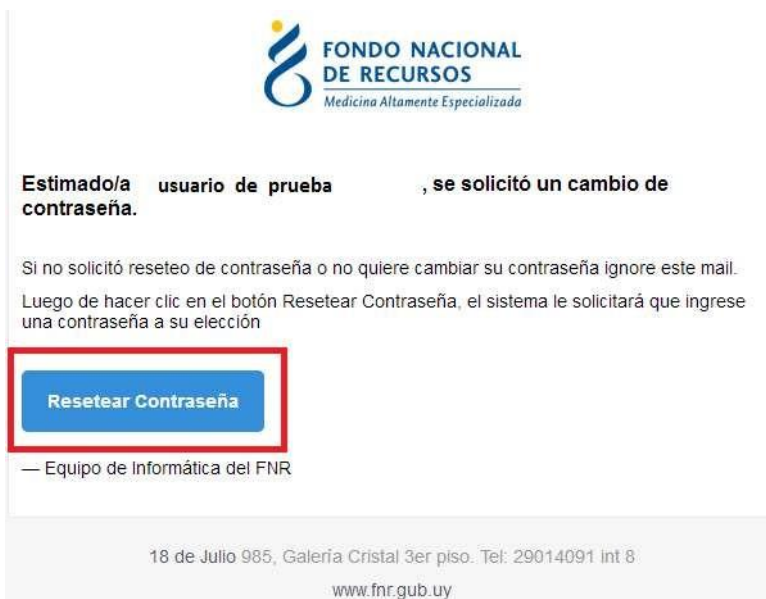 FONDO NACIONAL
DE RECURSOS
Medicina Altamente Especializada
Estimado/a usuario de prueba , se solicitó un cambio de
contraseña.
Si no solicitó reseteo de contraseña o no quiere cambiar su contraseña ignore este mail.
Luego de hacer clic en el botón Resetear Contraseña, el sistema le solicitará que ingrese
una contraseña a su elección
Resetear Contraseña
— Equipo de Informática del FNR
18 de Julio 985, Galería Cristal 3er piso. Tel: 29014091 int 8
www.fnr.gub.uy